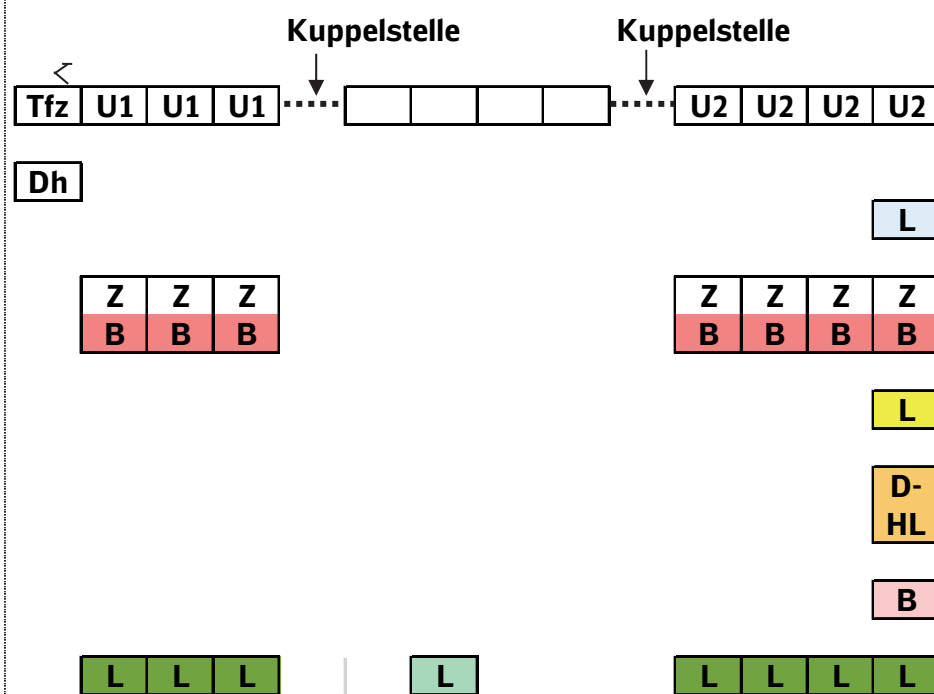 Kuppelstelle Kuppelstelle
Tfz U1 U1 U1 U2 U2 U2 U2
Dh
L
Z Z Z Z Z Z Z
B B B B B B B
L
D-
HL
B
L L L L L L L L